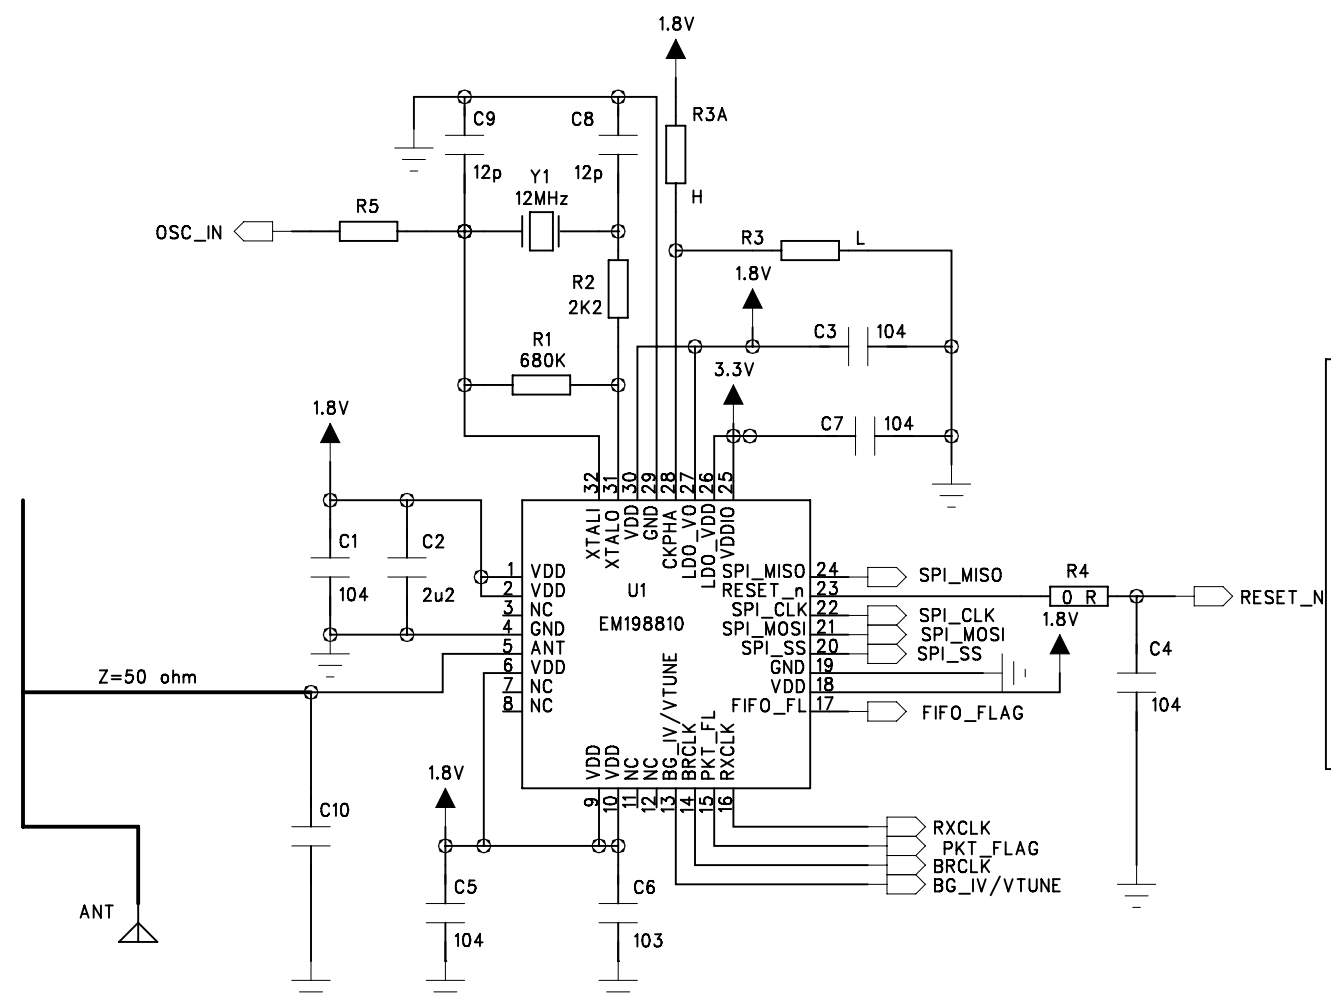 1.8V
R3A
H
C9
C8
12p
12p
Y1
12MHz
OSC_IN
R5
R3
L
R2
2K2
1.8V
C3
104
R1
680K
3.3V
C7
104
1.8V
32
31
30
29
28
27
26
25
XTALI
XTALO
VDD
GND
CKPHA
LDO_VO
LDO_VDD
VDDIO
C1
C2
104
2u2
1 VDD
2 VDD
3 NC
4 GND
5 ANT
6 VDD
7 NC
8 NC
U1
EM198810
SPI_MISO 24
RESET_n 23
SPI_CLK 22
SPI_MOSI 21
SPI_SS 20
GND 19
VDD 18
FIFO_FL 17
SPI_MISO
SPI_CLK
SPI_MOSI
SPI_SS
FIFO_FLAG
R4
0 R
1.8V
RESET_N
C4
104
Z=50 ohm
VDD
VDD
NC
NC
BG_IV/VTUNE
BRCLK
PKT_FL
RXCLK
9
10
11
12
13
14
15
16
1.8V
C10
RXCLK
PKT_FLAG
BRCLK
BG_IV/VTUNE
C5
C6
104
103
ANT